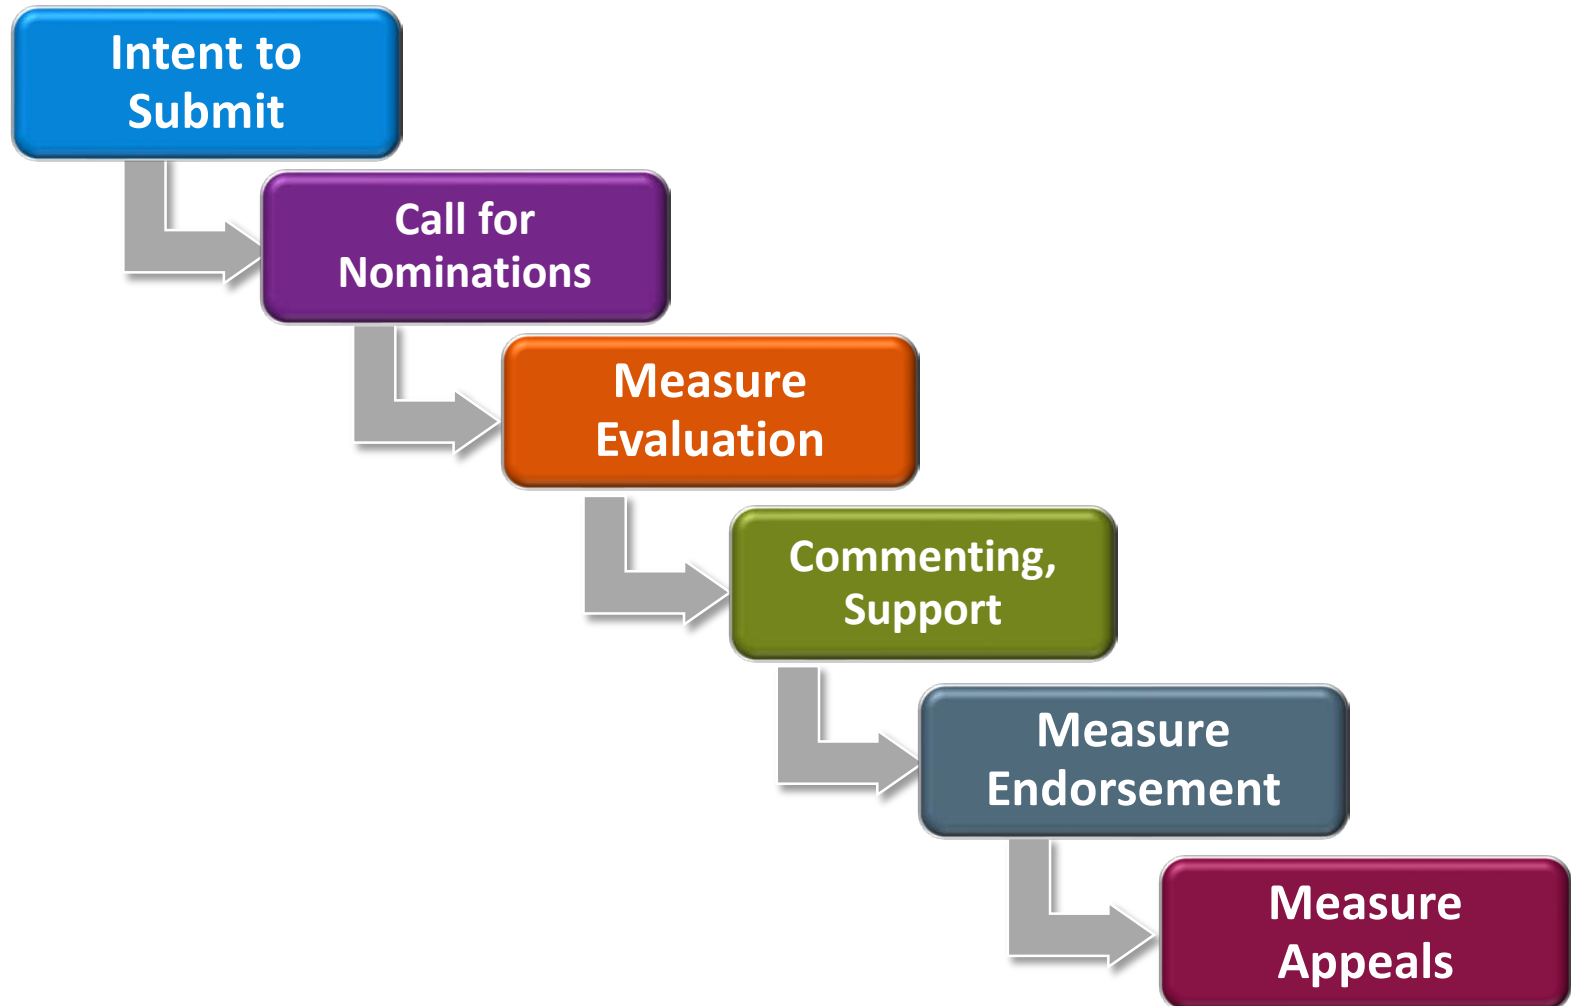 Intent to
Submit
Call for
Nominations
Measure
Evaluation
Commenting,
Support
Measure
Endorsement
Measure
Appeals